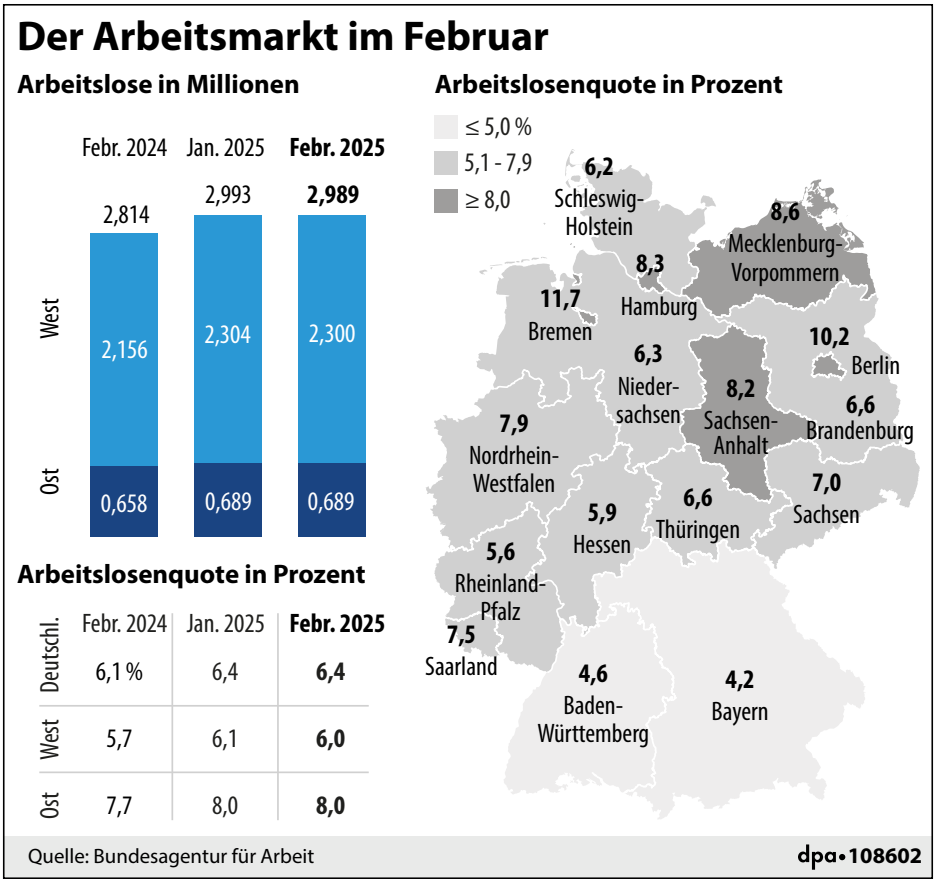 Der Arbeitsmarkt im Februar
Arbeitslose in Millionen
Febr. 2024 Jan. 2025 Febr. 2025
2,814 2,993 2,989
West
2,156 2,304 2,300
Ost
0,658 0,689 0,689
Arbeitslosenquote in Prozent
Febr. 2024 Jan. 2025 Febr. 2025
Deutschl. 6,1 % 6,4 6,4
West 5,7 6,1 6,0
Ost 7,7 8,0 8,0
Arbeitslosenquote in Prozent
≤ 5,0 %
5,1 - 7,9
≥ 8,0
6,2
Schleswig-
Holstein
8,6
Mecklenburg-
Vorpommern
8,3
Hamburg
11,7
Bremen
10,2
Berlin
6,3
Nieder-
sachsen
8,2
Sachsen-
Anhalt
6,6
Brandenburg
7,9
Nordrhein-
Westfalen
7,0
Sachsen
6,6
Thüringen
5,9
Hessen
5,6
Rheinland-
Pfalz
7,5
Saarland
4,6
Baden-
Württemberg
4,2
Bayern
Quelle: Bundesagentur für Arbeit
dpa•108602